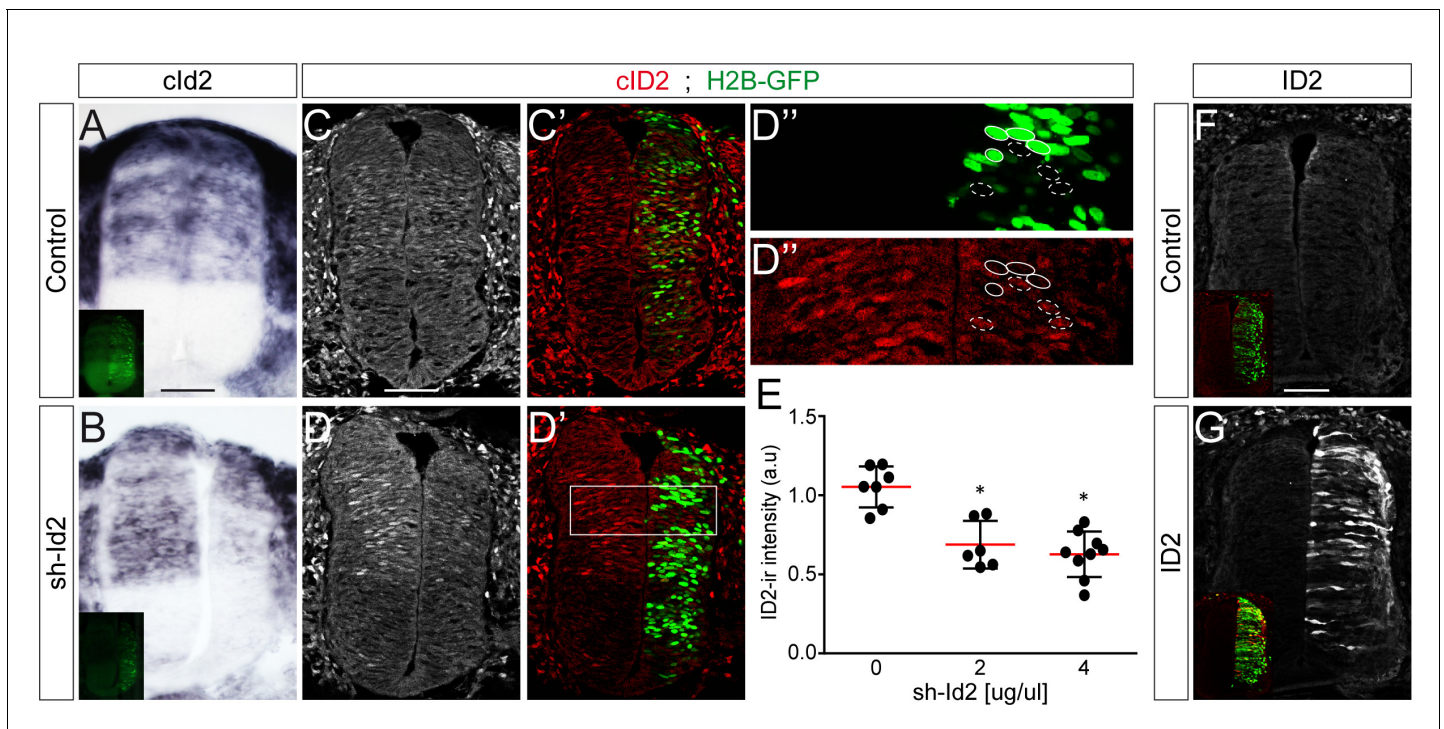 cId2
cID2 ; H2B-GFP
ID2
Control
sh-Id2
Control
ID2
A
C
C'
D''
F
D''
B
D
D'
E
G
1.5
1.0
0.5
0.0
ID2-ir intensity (a.u)
*
*
0
2
4
sh-Id2 [ug/ul]